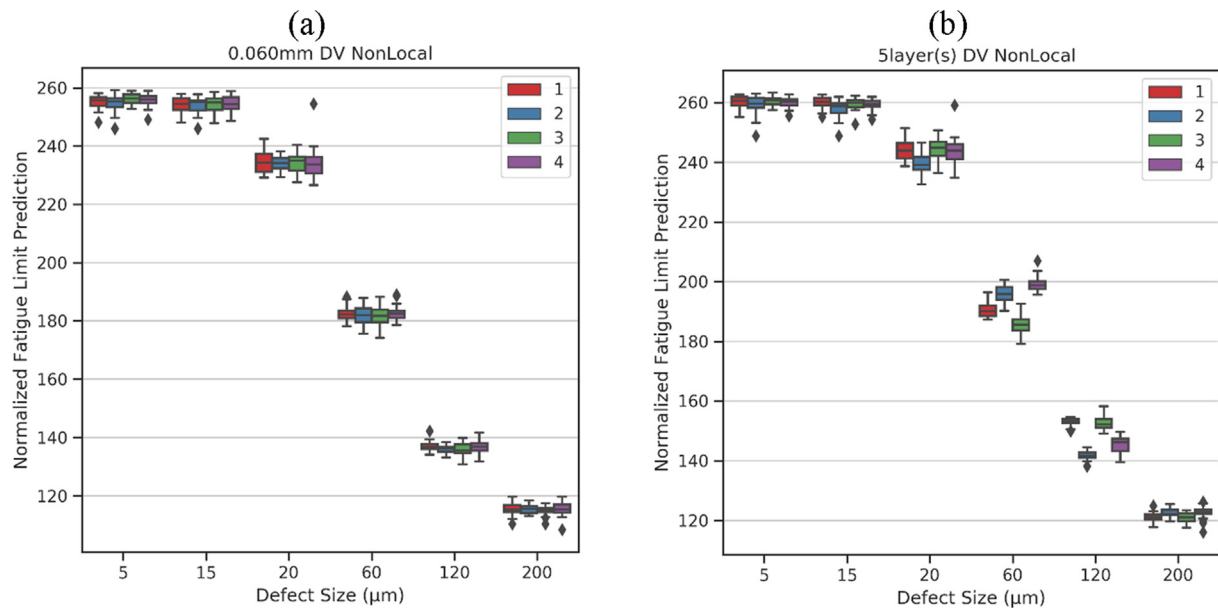 (a)
0.060mm DV NonLocal
Normalized Fatigue Limit Prediction
260
240
220
200
180
160
140
120
1
2
3
4
5 15 20 60 120 200
Defect Size (µm)
(b)
5layer(s) DV NonLocal
Normalized Fatigue Limit Prediction
260
240
220
200
180
160
140
120
1
2
3
4
5 15 20 60 120 200
Defect Size (µm)